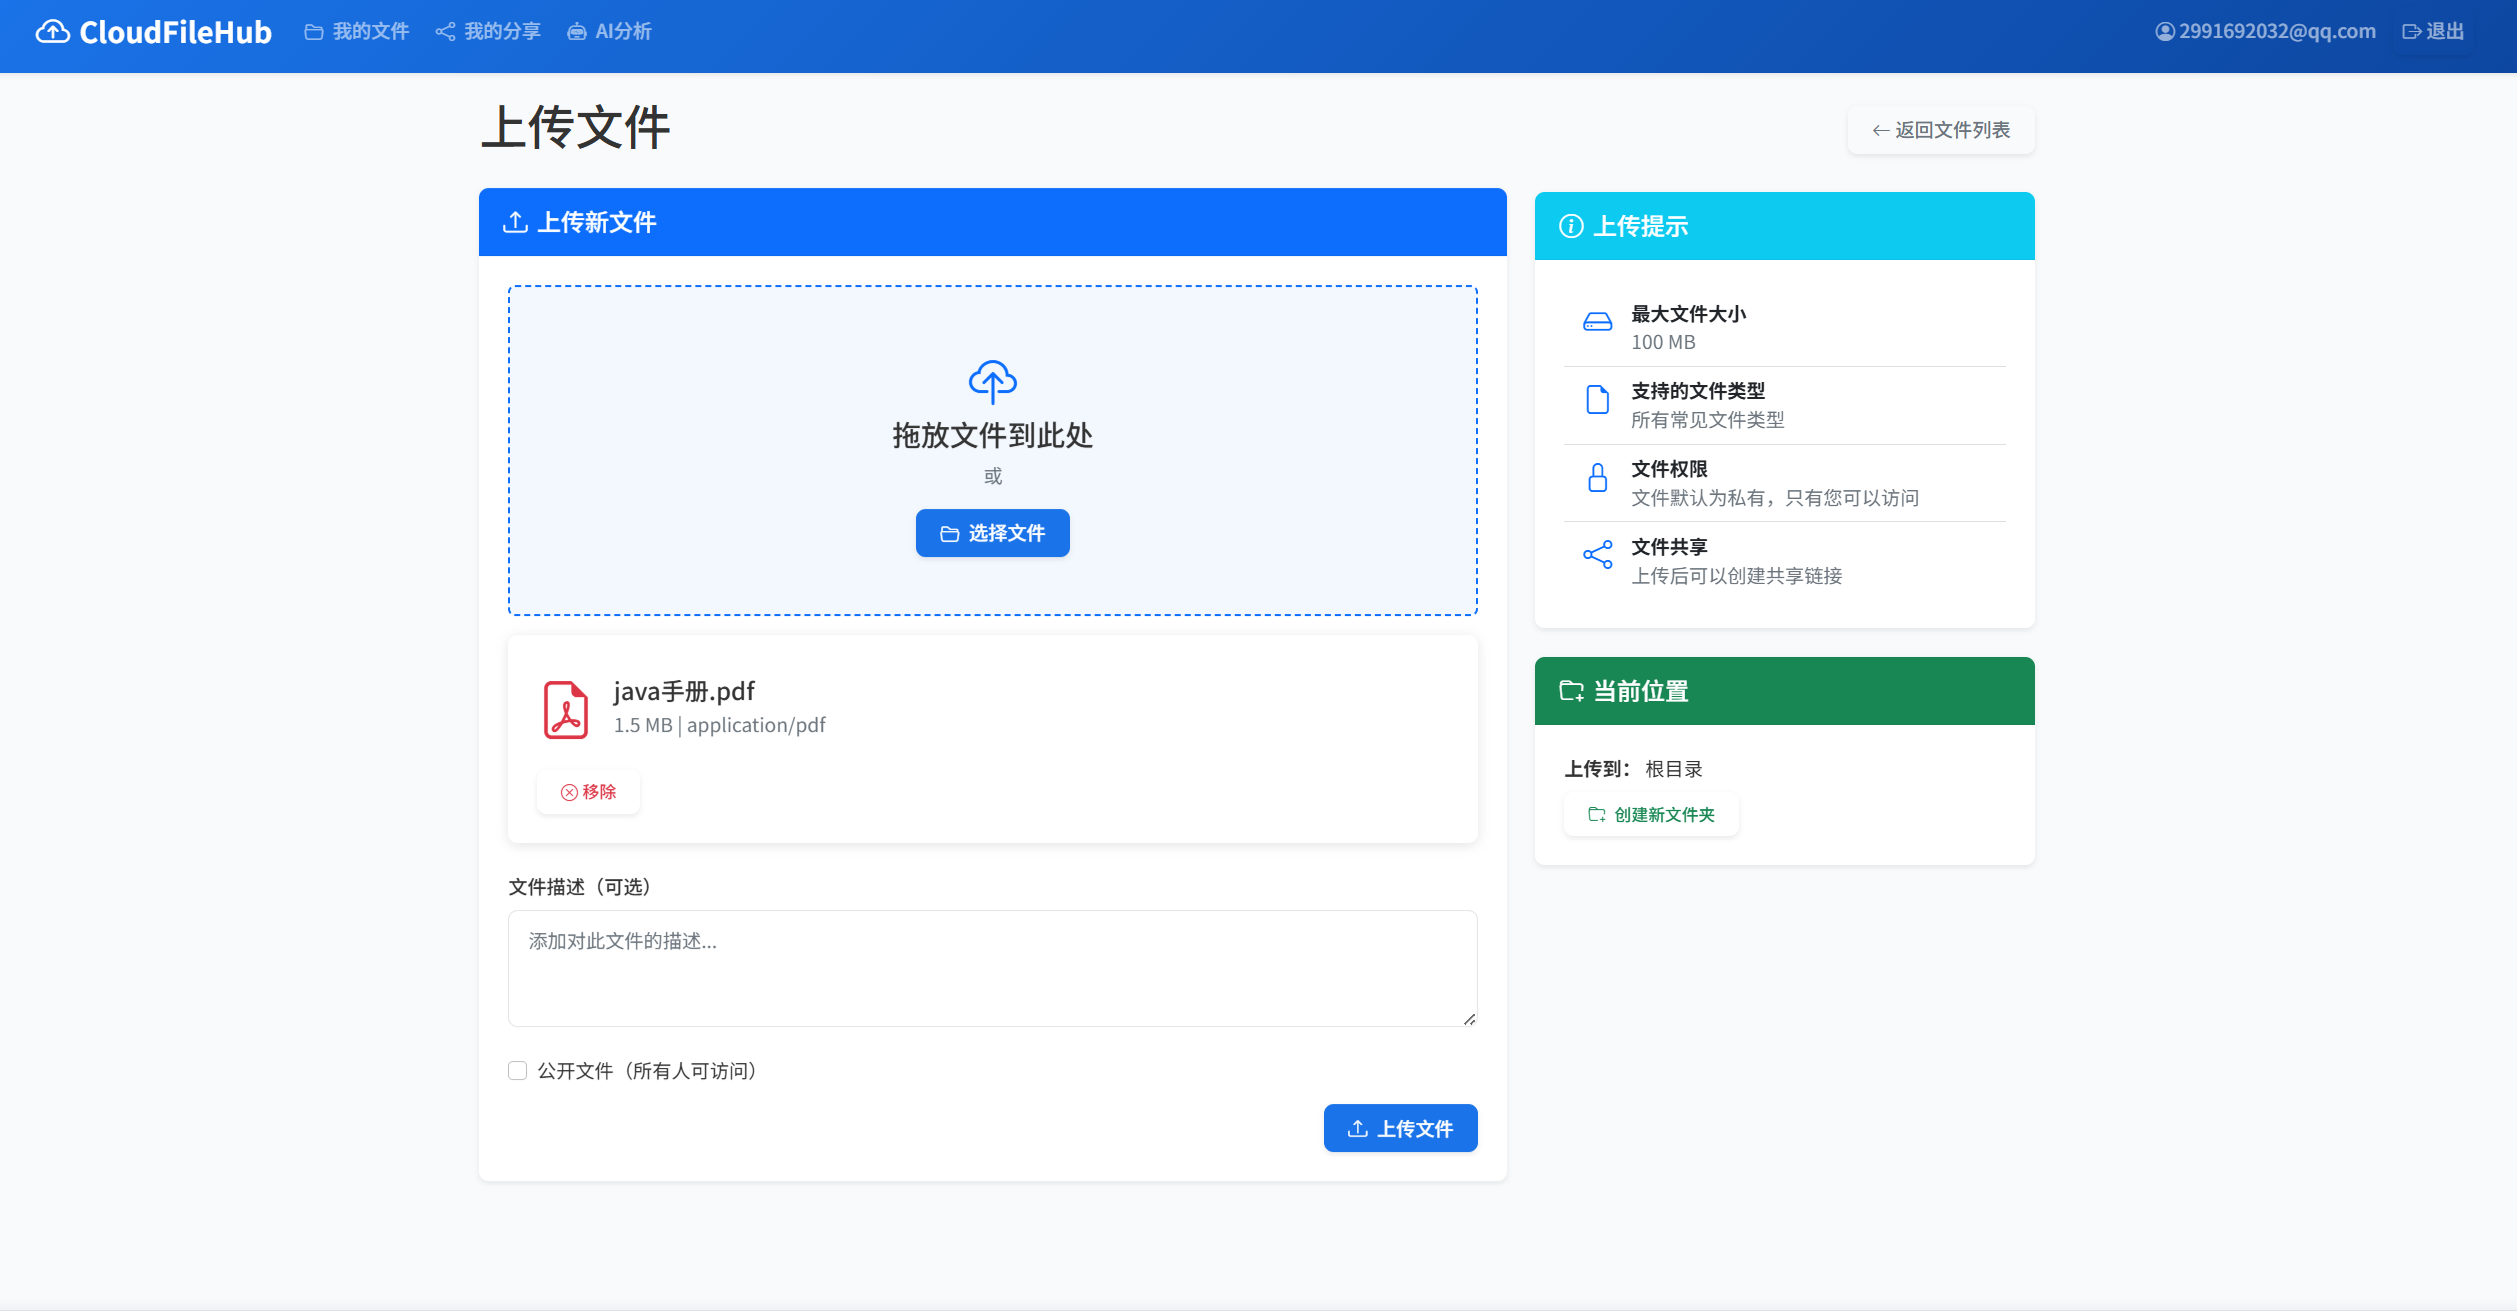 CloudFileHub
我的文件
我的分享
AI分析
2991692032@qq.com
退出
上传文件
← 返回文件列表
上传新文件
拖放文件到此处
或
选择文件
java手册.pdf
1.5 MB | application/pdf
移除
文件描述（可选）
添加对此文件的描述...
公开文件（所有人可访问）
上传文件
上传提示
最大文件大小
100 MB
支持的文件类型
所有常见文件类型
文件权限
文件默认为私有，只有您可以访问
文件共享
上传后可以创建共享链接
当前位置
上传到： 根目录
创建新文件夹